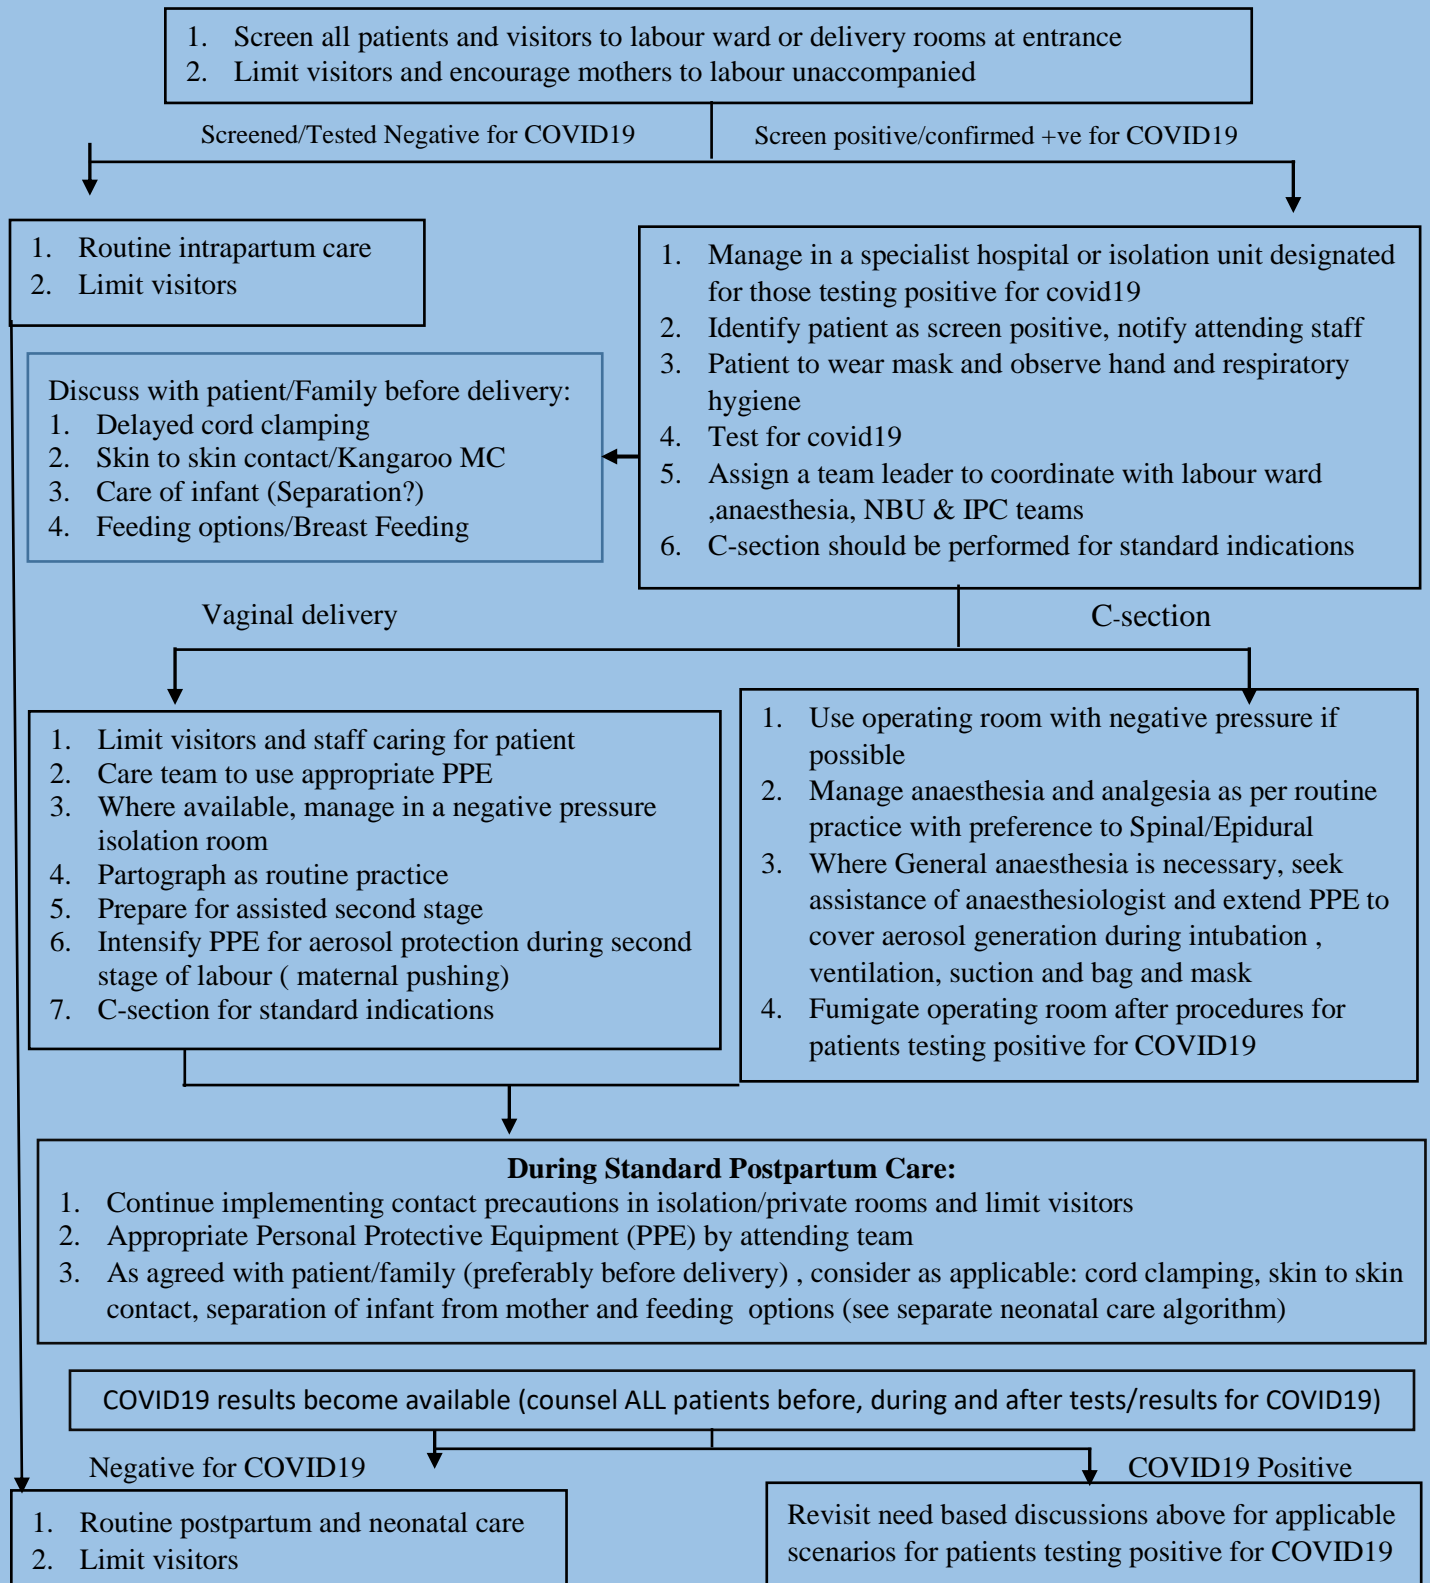 1. Screen all patients and visitors to labour ward or delivery rooms at entrance
2. Limit visitors and encourage mothers to labour unaccompanied
Screened/Tested Negative for COVID19
Screen positive/confirmed +ve for COVID19
1. Routine intrapartum care
2. Limit visitors
1. Manage in a specialist hospital or isolation unit designated
for those testing positive for covid19
2. Identify patient as screen positive, notify attending staff
3. Patient to wear mask and observe hand and respiratory
hygiene
4. Test for covid19
5. Assign a team leader to coordinate with labour ward
,anaesthesia, NBU & IPC teams
6. C-section should be performed for standard indications
Discuss with patient/Family before delivery:
1. Delayed cord clamping
2. Skin to skin contact/Kangaroo MC
3. Care of infant (Separation?)
4. Feeding options/Breast Feeding
Vaginal delivery
C-section
1. Limit visitors and staff caring for patient
2. Care team to use appropriate PPE
3. Where available, manage in a negative pressure
isolation room
4. Partograph as routine practice
5. Prepare for assisted second stage
6. Intensify PPE for aerosol protection during second
stage of labour ( maternal pushing)
7. C-section for standard indications
1. Use operating room with negative pressure if
possible
2. Manage anaesthesia and analgesia as per routine
practice with preference to Spinal/Epidural
3. Where General anaesthesia is necessary, seek
assistance of anaesthesiologist and extend PPE to
cover aerosol generation during intubation ,
ventilation, suction and bag and mask
4. Fumigate operating room after procedures for
patients testing positive for COVID19
During Standard Postpartum Care:
1. Continue implementing contact precautions in isolation/private rooms and limit visitors
2. Appropriate Personal Protective Equipment (PPE) by attending team
3. As agreed with patient/family (preferably before delivery) , consider as applicable: cord clamping, skin to skin
contact, separation of infant from mother and feeding options (see separate neonatal care algorithm)
COVID19 results become available (counsel ALL patients before, during and after tests/results for COVID19)
Negative for COVID19
COVID19 Positive
1. Routine postpartum and neonatal care
2. Limit visitors
Revisit need based discussions above for applicable
scenarios for patients testing positive for COVID19